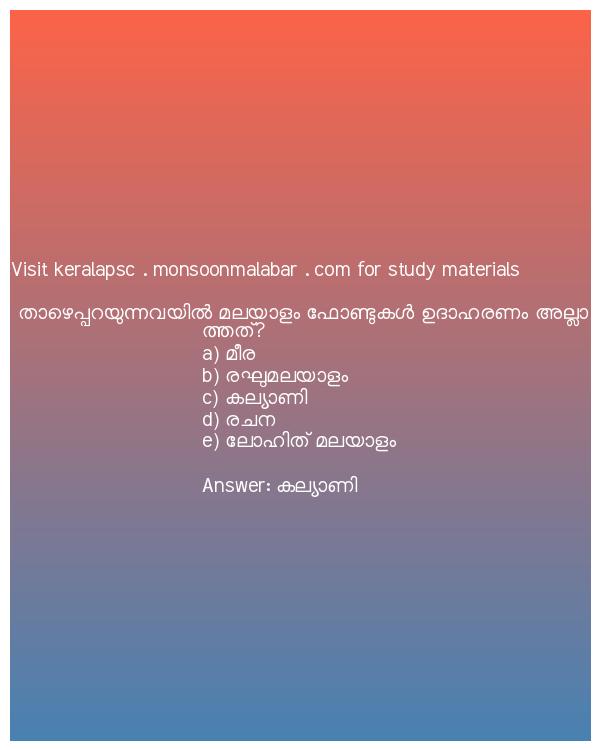 Visit keralapsc . monsoonmalabar . com for study materials
താഴെപ്പറയുന്നവയിൽ മലയാളം ഫോണ്ടുകൾ ഉദാഹരണം അല്ലാ
ത്തത്?
a) മീര
b) രഘുമലയാളം
c) കല്യാണി
d) രചന
e) ലോഹിത് മലയാളം
Answer: കല്യാണി